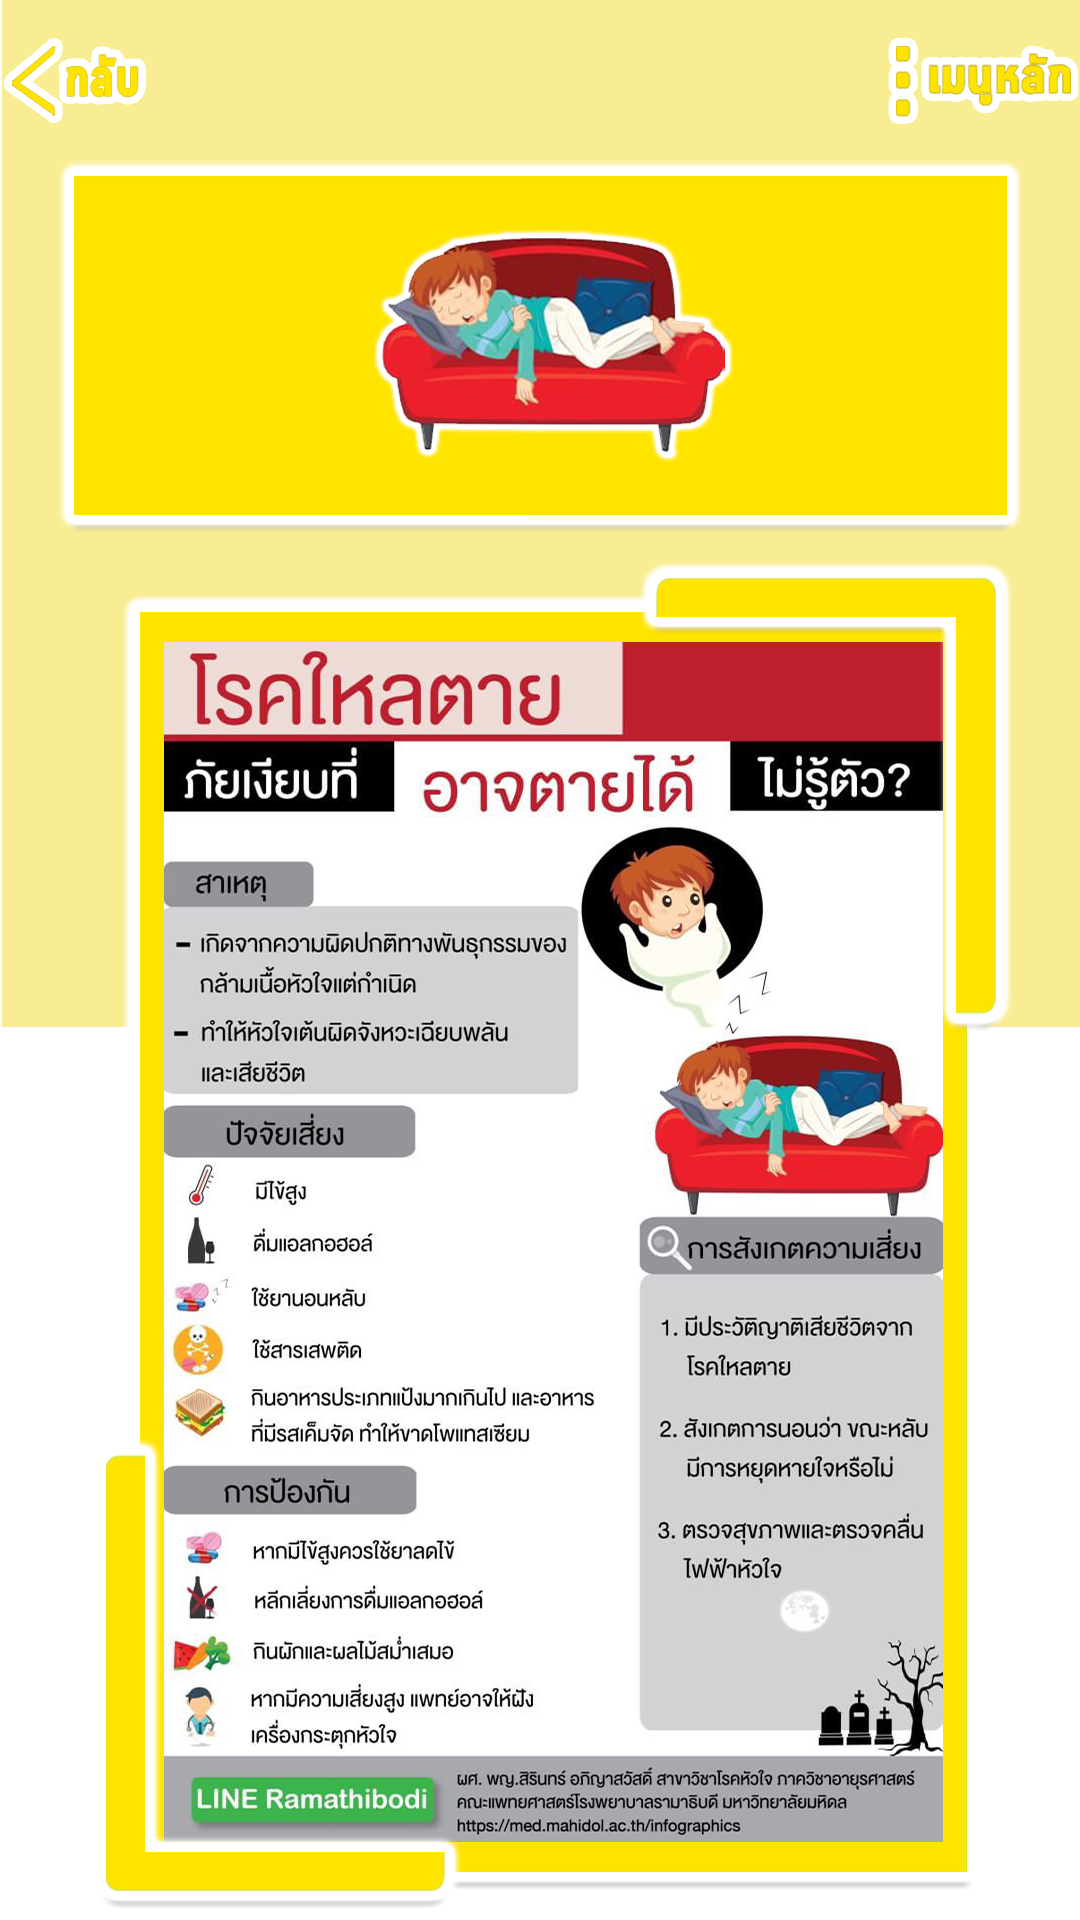 กลับ
เมนูหลัก
โรคใหลตาย
ภัยเงียบที่ อาจตายได้ ไม่รู้ตัว?
สาเหตุ
- เกิดจากความผิดปกติทางพันธุกรรมของ
กล้ามเนื้อหัวใจแต่กำเนิด
- ทำให้หัวใจเต้นผิดจังหวะเฉียบพลัน
และเสียชีวิต
zzz
ปัจจัยเสี่ยง
มีไข้สูง
ดื่มแอลกอฮอล์
zzz
ใช้ยานอนหลับ
ใช้สารเสพติด
กินอาหารประเภทแป้งมากเกินไป และอาหาร
ที่มีรสเค็มจัด ทำให้ขาดโพแทสเซียม
การป้องกัน
หากมีไข้สูงควรใช้ยาลดไข้
หลีกเลี่ยงการดื่มแอลกอฮอล์
กินผักและผลไม้สม่ำเสมอ
หากมีความเสี่ยงสูง แพทย์อาจให้ฝัง
เครื่องกระตุกหัวใจ
การสังเกตความเสี่ยง
1. มีประวัติญาติเสียชีวิตจาก
โรคใหลตาย
2. สังเกตการนอนว่า ขณะหลับ
มีการหยุดหายใจหรือไม่
3. ตรวจสุขภาพและตรวจคลื่น
ไฟฟ้าหัวใจ
LINE Ramathibodi
ผศ. พญ.สิรินทร์ อภิญาสวัสดิ์ สาขาวิชาโรคหัวใจ ภาควิชาอายุรศาสตร์
คณะแพทยศาสตร์โรงพยาบาลรามาธิบดี มหาวิทยาลัยมหิดล
https://med.mahidol.ac.th/infographics